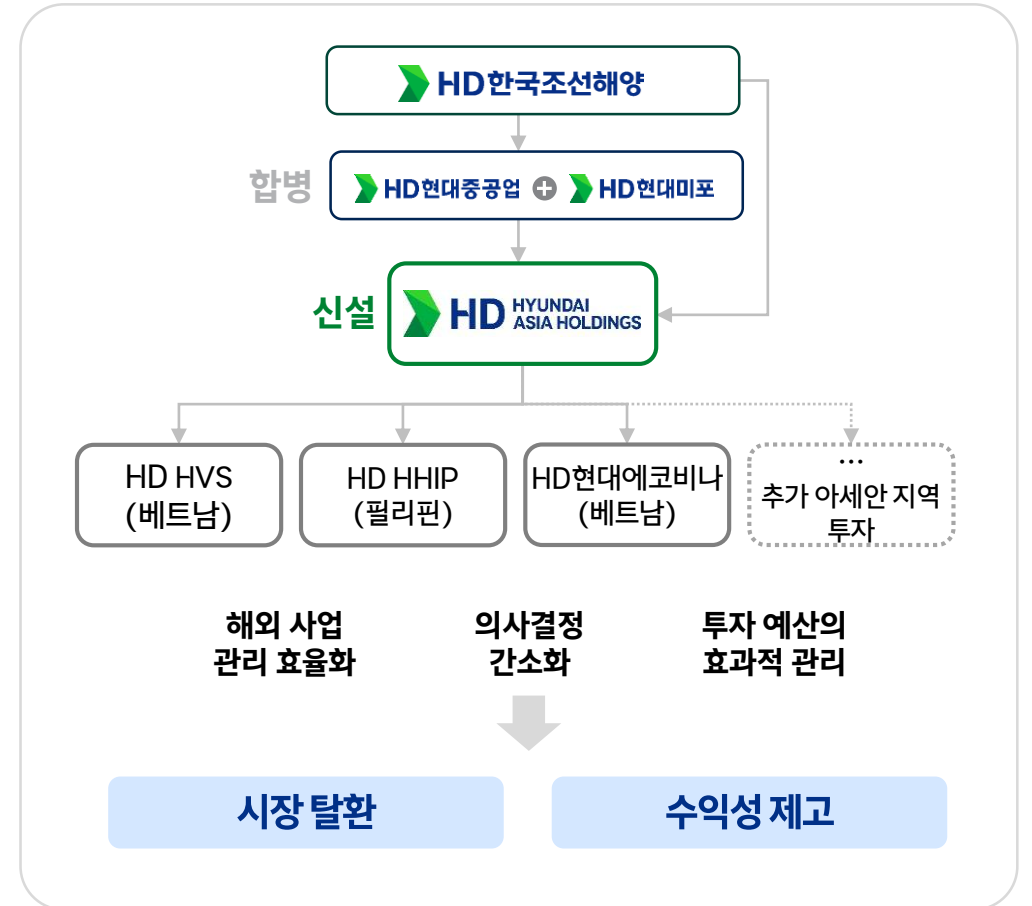 HD한국조선해양
합병
HD현대중공업 + HD현대미포
신설
HD HYUNDAI
ASIA HOLDINGS
HD HVS
(베트남)
HD HHIP
(필리핀)
HD현대에코비나
(베트남)
...
추가 아세안 지역
투자
해외 사업
관리 효율화
의사결정
간소화
투자 예산의
효과적 관리
시장 탈환
수익성 제고